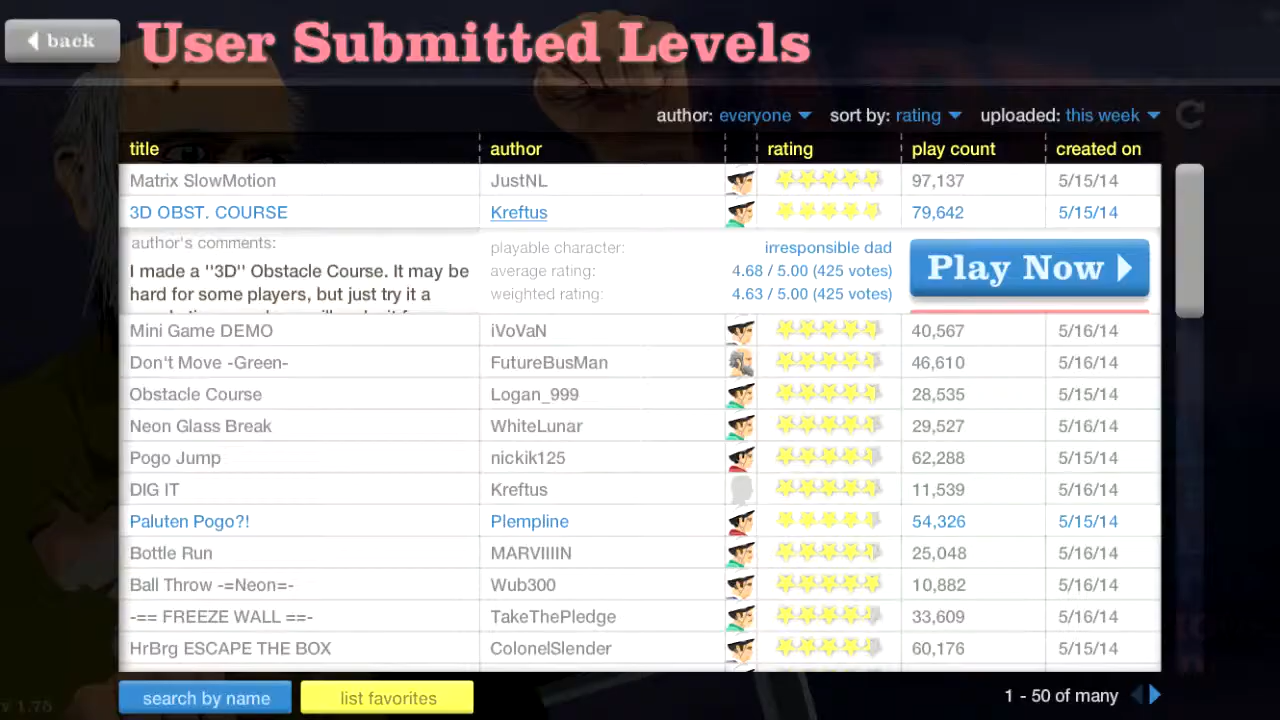 back
User Submitted Levels
author: everyone sort by: rating uploaded: this week
title author rating play count created on
Matrix SlowMotion JustNL 97,137 5/15/14
3D OBST. COURSE Kreftus 79,642 5/15/14
author's comments:
I made a ''3D'' Obstacle Course. It may be
hard for some players, but just try it a
playable character: irresponsible dad
average rating: 4.68 / 5.00 (425 votes)
weighted rating: 4.63 / 5.00 (425 votes)
Play Now
Mini Game DEMO iVoVaN 40,567 5/16/14
Don't Move -Green- FutureBusMan 46,610 5/16/14
Obstacle Course Logan_999 28,535 5/16/14
Neon Glass Break WhiteLunar 29,527 5/16/14
Pogo Jump nickik125 62,288 5/15/14
DIG IT Kreftus 11,539 5/16/14
Paluten Pogo?! Plempline 54,326 5/15/14
Bottle Run MARVIIIIN 25,048 5/16/14
Ball Throw -=Neon=- Wub300 10,882 5/16/14
-== FREEZE WALL ==- TakeThePledge 33,609 5/16/14
HrBrg ESCAPE THE BOX ColonelSlender 60,176 5/15/14
search by name list favorites 1 - 50 of many
v 1.75